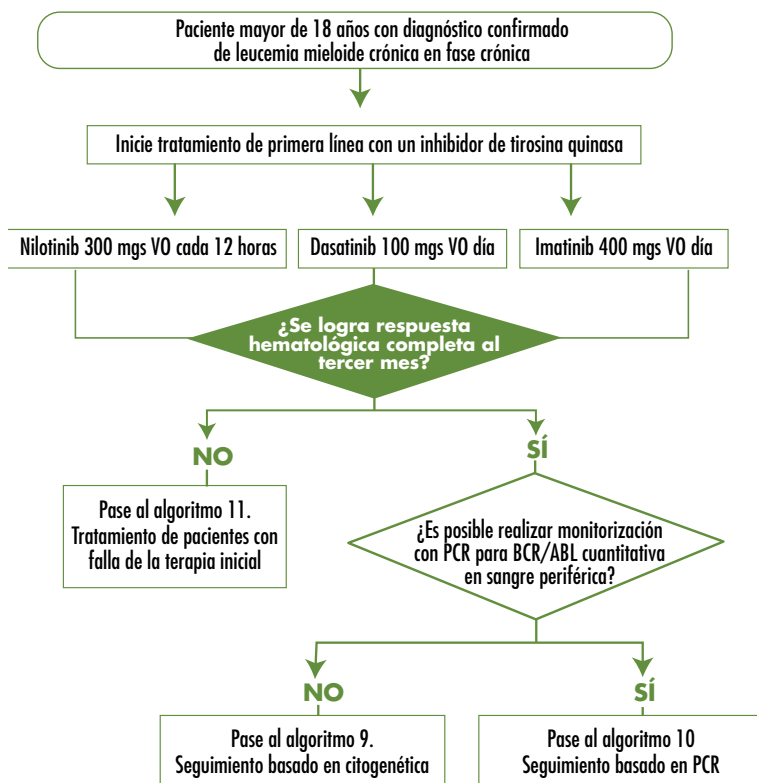 Paciente mayor de 18 años con diagnóstico confirmado
de leucemia mieloide crónica en fase crónica
Inicie tratamiento de primera línea con un inhibidor de tirosina quinasa
Nilotinib 300 mgs VO cada 12 horas
Dasatinib 100 mgs VO día
Imatinib 400 mgs VO día
¿Se logra respuesta
hematológica completa al
tercer mes?
NO
SÍ
Pase al algoritmo 11.
Tratamiento de pacientes con
falla de la terapia inicial
¿Es posible realizar monitorización
con PCR para BCR/ABL cuantitativa
en sangre periférica?
NO
SÍ
Pase al algoritmo 9.
Seguimiento basado en citogenética
Pase al algoritmo 10
Seguimiento basado en PCR